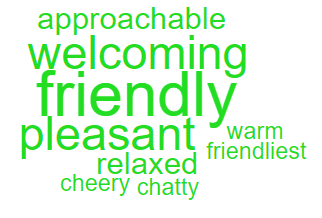 approachable
welcoming
friendly
pleasant
warm
friendliest
relaxed
cheery chatty